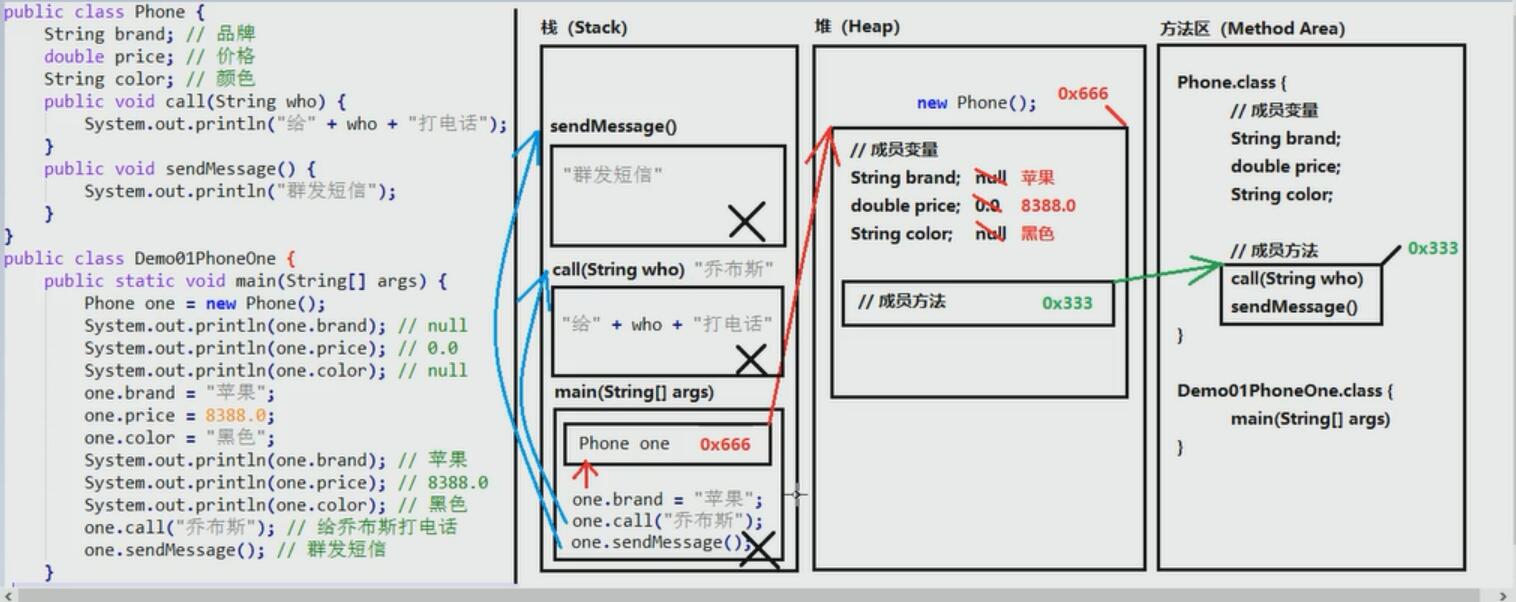 public class Phone {
String brand; // 品牌
double price; // 价格
String color; // 颜色
public void call(String who) {
System.out.println("给" + who + "打电话");
}
public void sendMessage() {
System.out.println("群发短信");
}
}
public class Demo01PhoneOne {
public static void main(String[] args) {
Phone one = new Phone();
System.out.println(one.brand); // null
System.out.println(one.price); // 0.0
System.out.println(one.color); // null
one.brand = "苹果";
one.price = 8388.0;
one.color = "黑色";
System.out.println(one.brand); // 苹果
System.out.println(one.price); // 8388.0
System.out.println(one.color); // 黑色
one.call("乔布斯"); // 给乔布斯打电话
one.sendMessage(); // 群发短信
}
栈（Stack）
sendMessage()
"群发短信"
call(String who) "乔布斯"
"给" + who + "打电话"
main(String[] args)
Phone one 0x666
one.brand = "苹果";
one.call("乔布斯");
one.sendMessage();
堆（Heap）
new Phone(); 0x666
// 成员变量
String brand; null 苹果
double price; 0.0 8388.0
String color; null 黑色
// 成员方法 0x333
方法区（Method Area）
Phone.class {
// 成员变量
String brand;
double price;
String color;
// 成员方法 0x333
call(String who)
sendMessage()
}
Demo01PhoneOne.class {
main(String[] args)
}